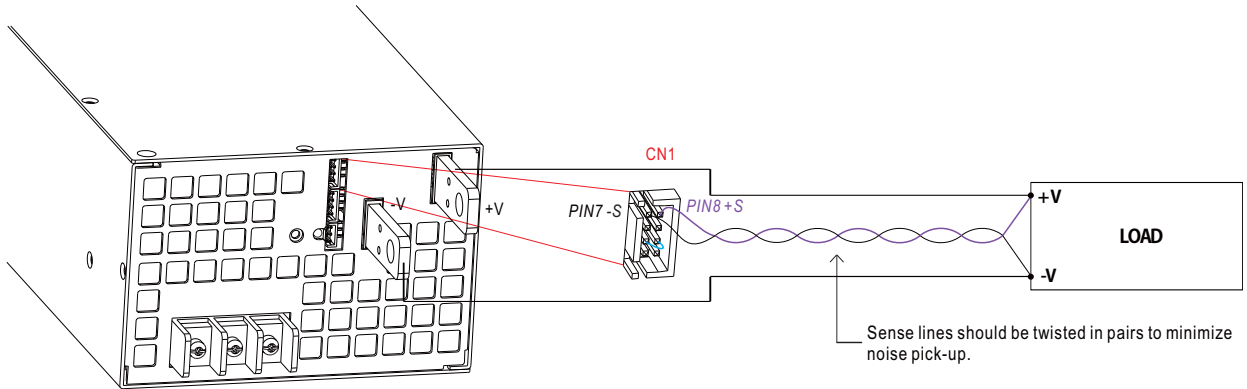 CN1
-V
+V
PIN7 -S
PIN8 +S
+V
LOAD
-V
Sense lines should be twisted in pairs to minimize
noise pick-up.